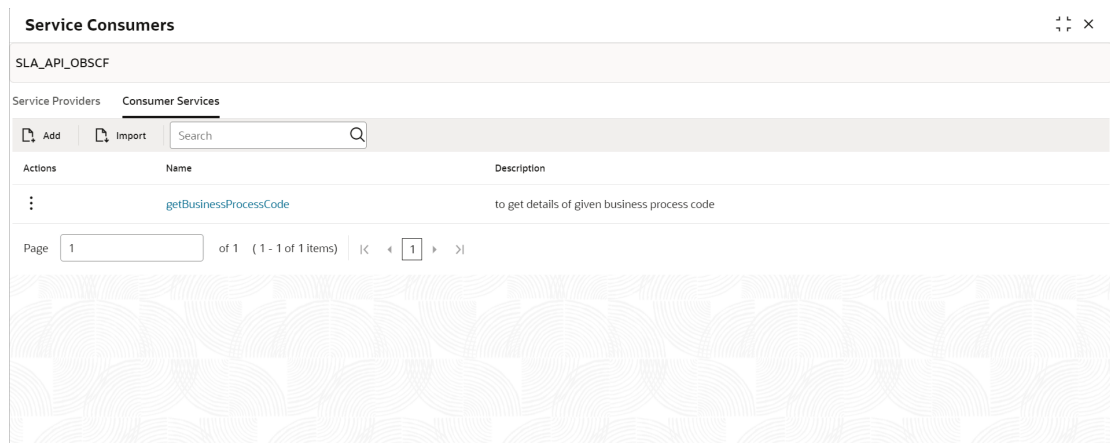 Service Consumers
SLA_API_OBSCF
Service Providers Consumer Services
Add Import Search
Actions Name Description
getBusinessProcessCode to get details of given business process code
Page 1 of 1 ( 1 - 1 of 1 items) 1